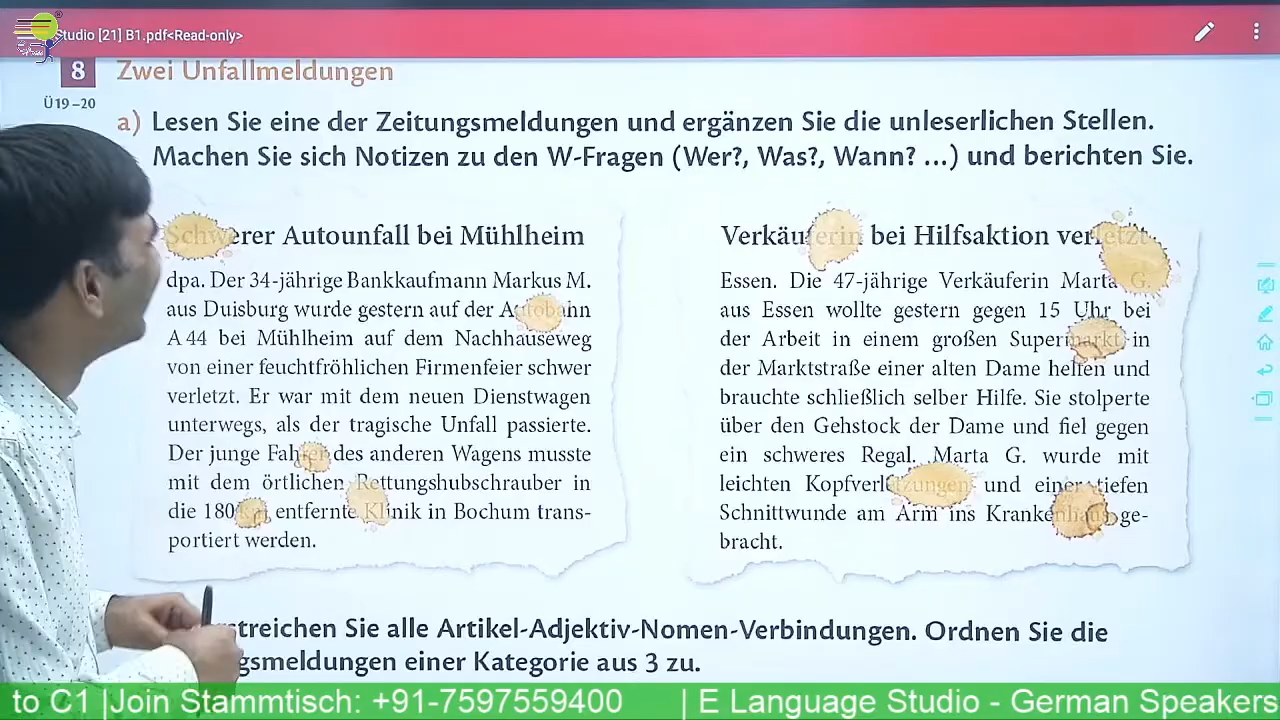 Studio [21] B1.pdf<Read-only>
8 Zwei Unfallmeldungen
Ü19–20
a) Lesen Sie eine der Zeitungsmeldungen und ergänzen Sie die unleserlichen Stellen.
Machen Sie sich Notizen zu den W-Fragen (Wer?, Was?, Wann? ...) und berichten Sie.
Schwerer Autounfall bei Mühlheim
dpa. Der 34-jährige Bankkaufmann Markus M.
aus Duisburg wurde gestern auf der Autobahn
A 44 bei Mühlheim auf dem Nachhauseweg
von einer feuchtfröhlichen Firmenfeier schwer
verletzt. Er war mit dem neuen Dienstwagen
unterwegs, als der tragische Unfall passierte.
Der junge Fahrer des anderen Wagens musste
mit dem örtlichen Rettungshubschrauber in
die 180 km entfernte Klinik in Bochum trans-
portiert werden.
Verkäuferin bei Hilfsaktion verletzt
Essen. Die 47-jährige Verkäuferin Marta G.
aus Essen wollte gestern gegen 15 Uhr bei
der Arbeit in einem großen Supermarkt in
der Marktstraße einer alten Dame helfen und
brauchte schließlich selber Hilfe. Sie stolperte
über den Gehstock der Dame und fiel gegen
ein schweres Regal. Marta G. wurde mit
leichten Kopfverletzungen und einer tiefen
Schnittwunde am Arm ins Krankenhaus ge-
bracht.
streichen Sie alle Artikel-Adjektiv-Nomen-Verbindungen. Ordnen Sie die
gsmeldungen einer Kategorie aus 3 zu.
to C1 |Join Stammtisch: +91-7597559400 | E Language Studio - German Speakers